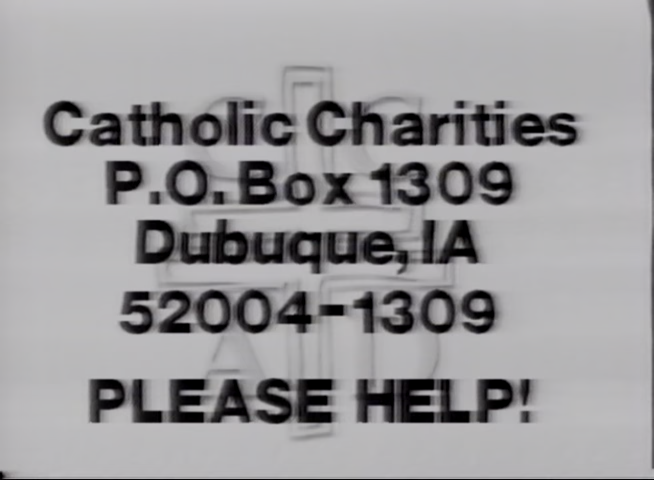 Catholic Charities
P.O. Box 1309
Dubuque, IA
52004-1309
PLEASE HELP!